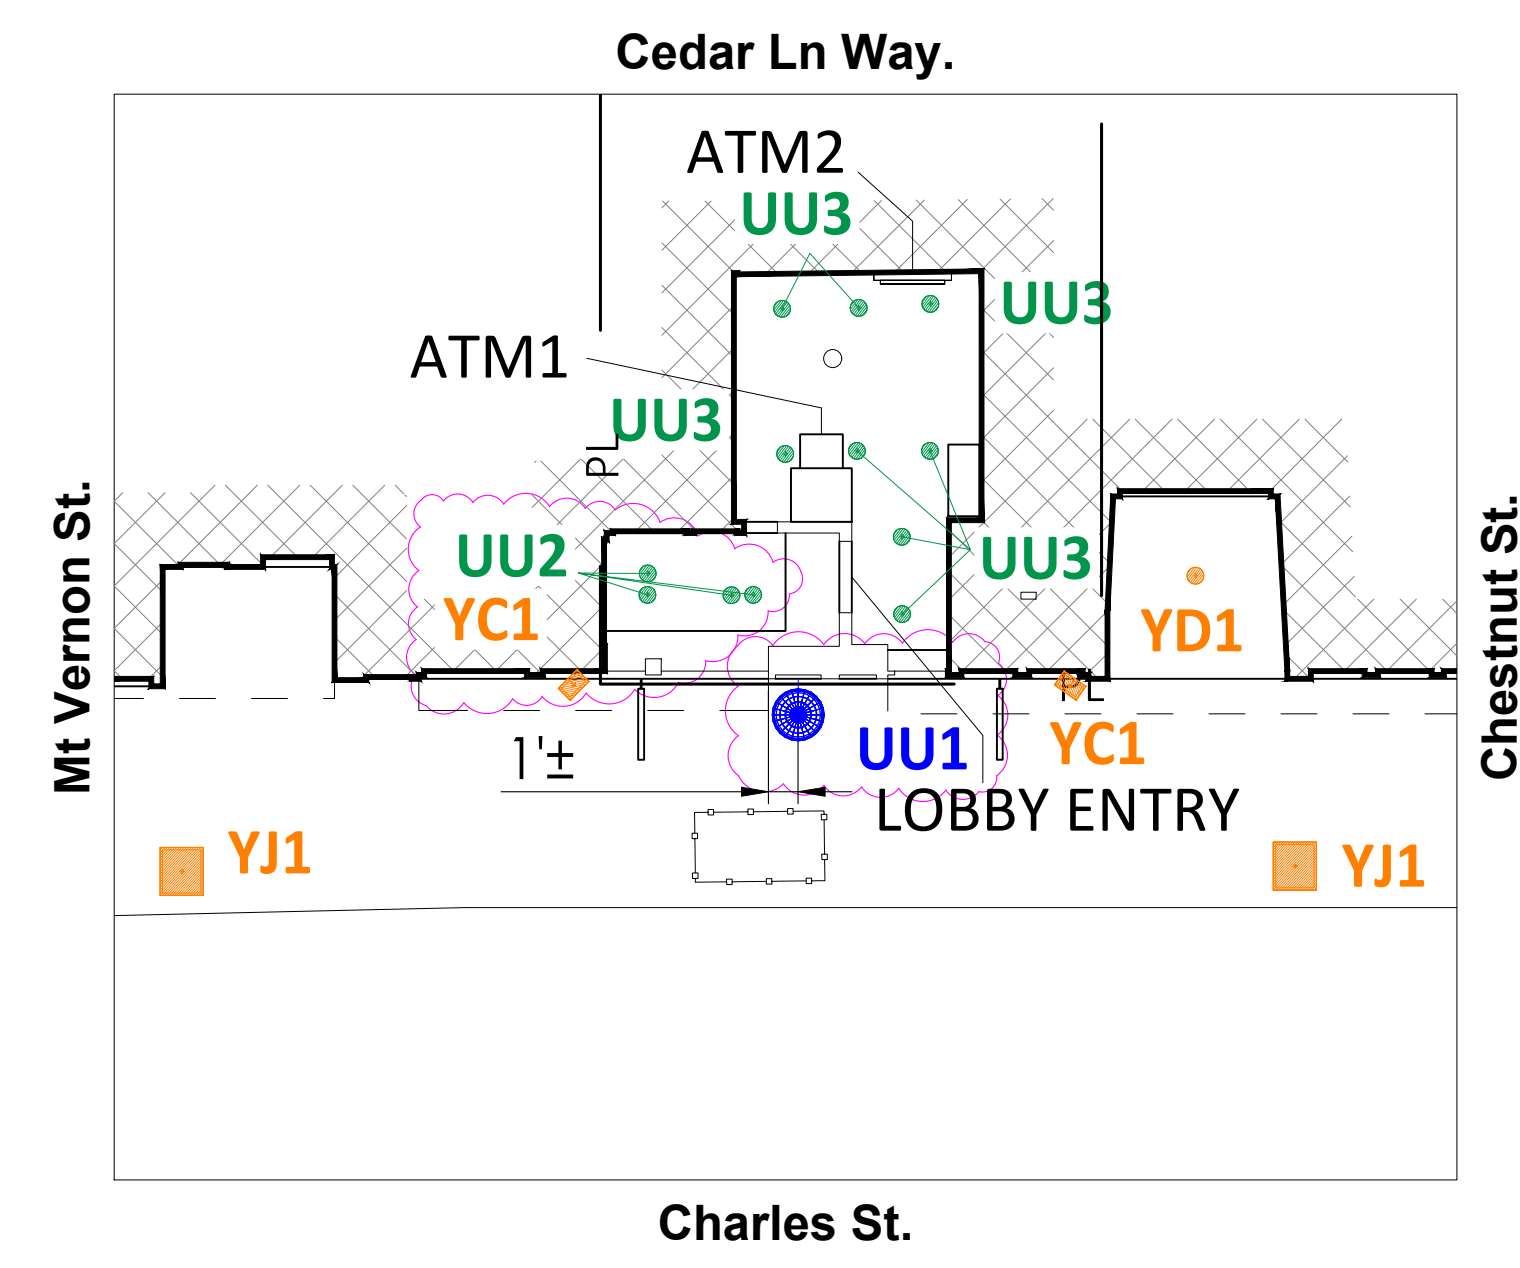 Cedar Ln Way.
ATM2
UU3
UU3
ATM1
UU3
PL
Mt Vernon St.
Chestnut St.
UU2
UU3
YC1
YD1
PL
1'±
UU1
YC1
LOBBY ENTRY
YJ1
YJ1
Charles St.